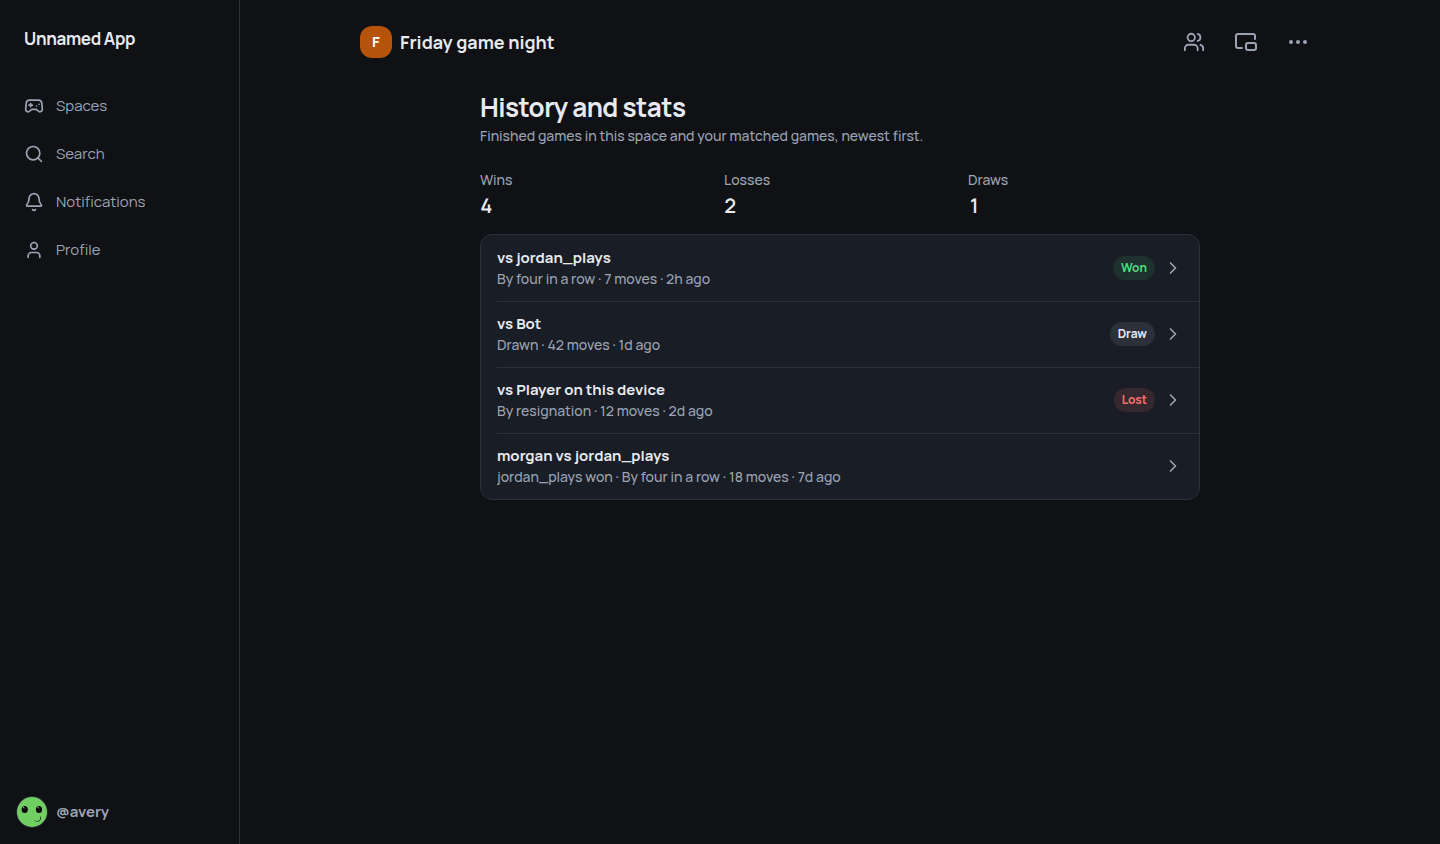 Unnamed App
Spaces
Search
Notifications
Profile
@avery
F
Friday game night
History and stats
Finished games in this space and your matched games, newest first.
Wins
4
Losses
2
Draws
1
vs jordan_plays
By four in a row · 7 moves · 2h ago
Won
vs Bot
Drawn · 42 moves · 1d ago
Draw
vs Player on this device
By resignation · 12 moves · 2d ago
Lost
morgan vs jordan_plays
jordan_plays won · By four in a row · 18 moves · 7d ago